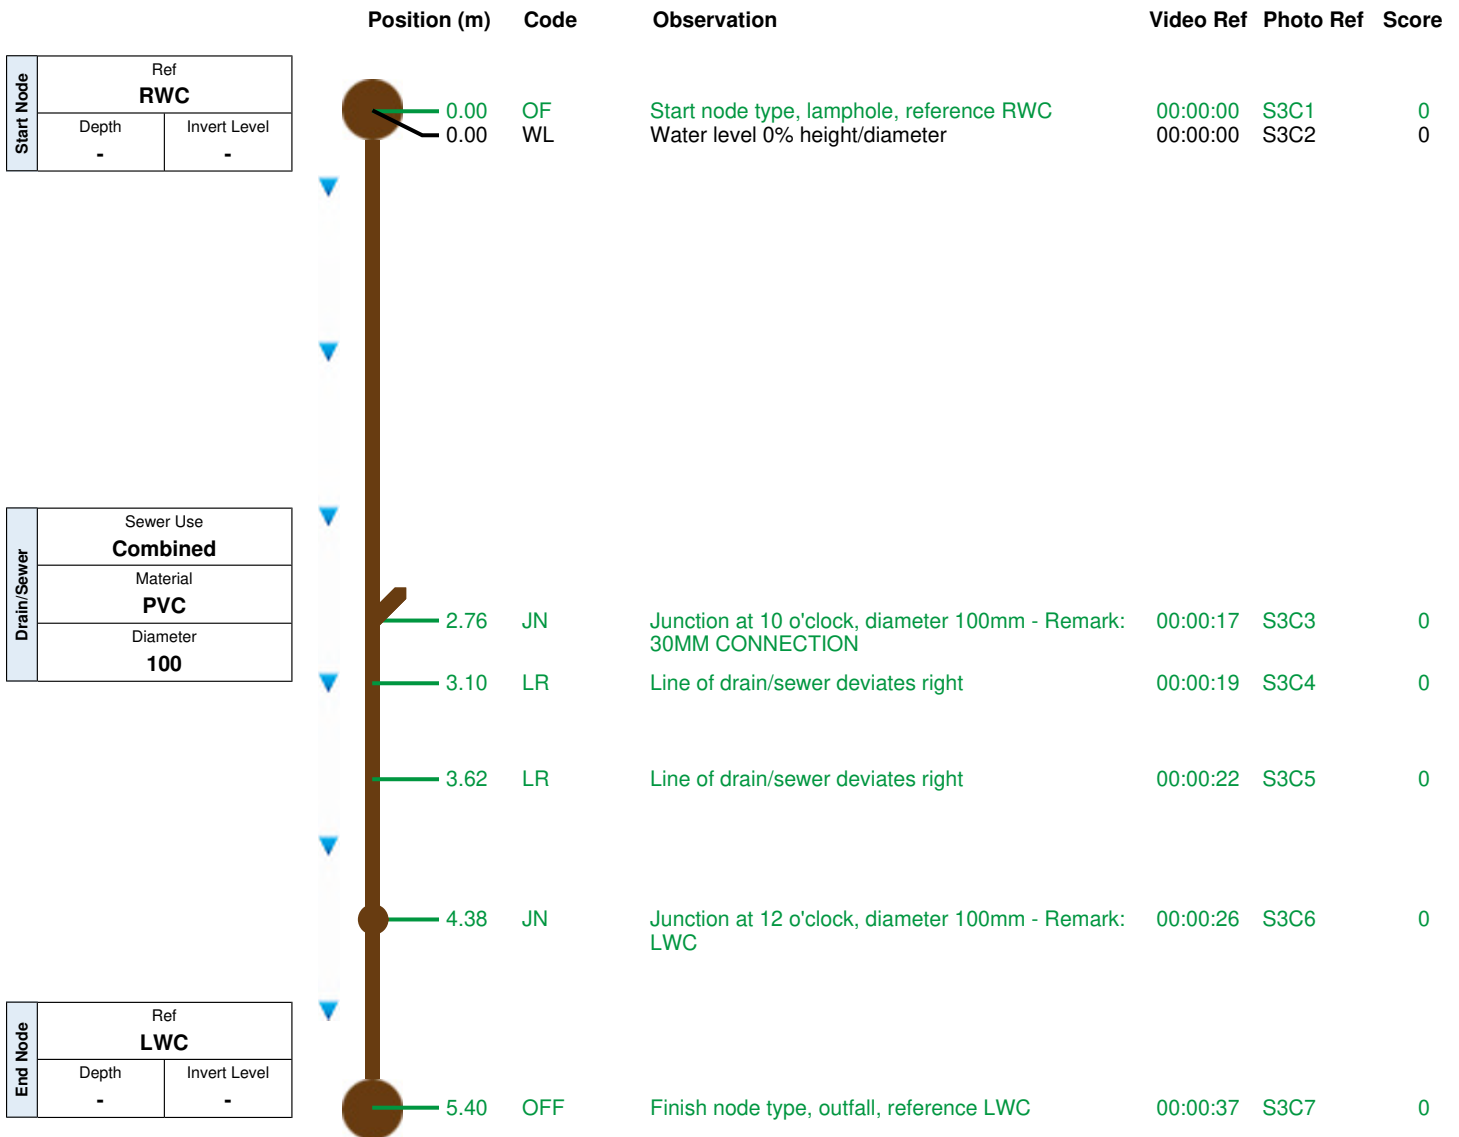 Position (m) Code Observation Video Ref Photo Ref Score
Start Node
Ref
RWC
Depth Invert Level
- -
0.00 OF Start node type, lamphole, reference RWC 00:00:00 S3C1 0
0.00 WL Water level 0% height/diameter 00:00:00 S3C2 0
Drain/Sewer
Sewer Use
Combined
Material
PVC
Diameter
100
2.76 JN Junction at 10 o'clock, diameter 100mm - Remark: 00:00:17 S3C3 0
30MM CONNECTION
3.10 LR Line of drain/sewer deviates right 00:00:19 S3C4 0
3.62 LR Line of drain/sewer deviates right 00:00:22 S3C5 0
4.38 JN Junction at 12 o'clock, diameter 100mm - Remark: 00:00:26 S3C6 0
LWC
End Node
Ref
LWC
Depth Invert Level
- -
5.40 OFF Finish node type, outfall, reference LWC 00:00:37 S3C7 0